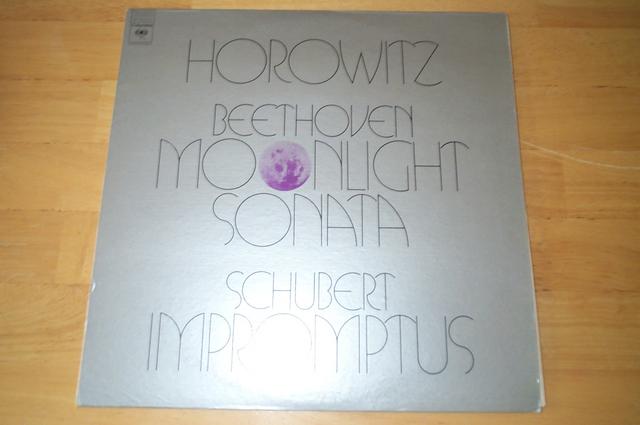 HOROWITZ
BEETHOVEN
MOONLIGHT
SONATA
SCHUBERT
IMPROMPTUS